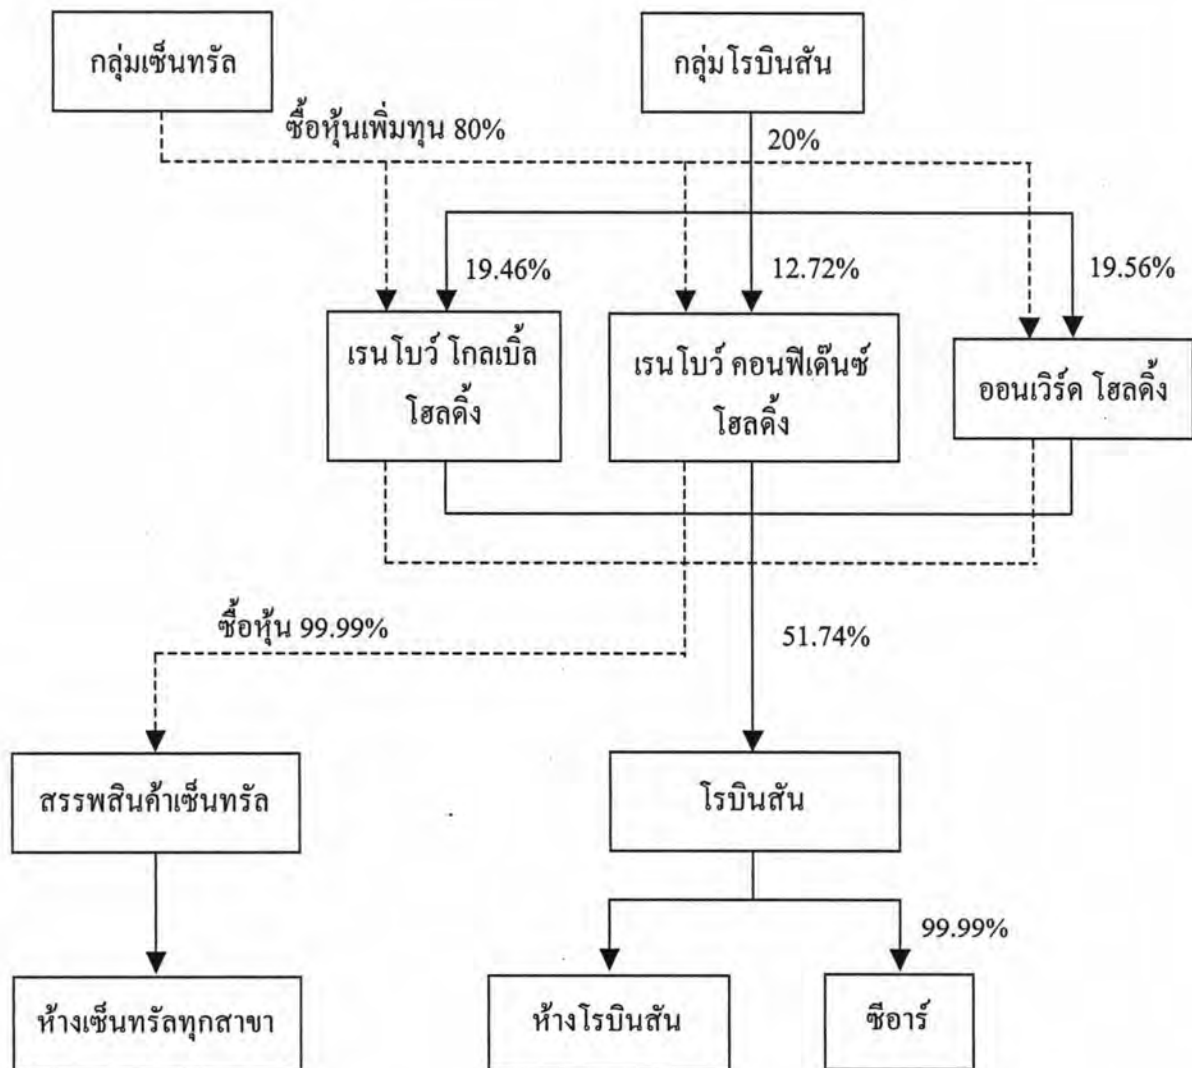 กลุ่มเซ็นทรัล
กลุ่มโรบินสัน
ซื้อหุ้นเพิ่มทุน 80%
20%
19.46%
12.72%
19.56%
เรนโบว์ โกลเบิ้ล
โฮลดิ้ง
เรนโบว์ คอนฟิเด๊นซ์
โฮลดิ้ง
ออนเวิร์ด โฮลดิ้ง
ซื้อหุ้น 99.99%
51.74%
สรรพสินค้าเซ็นทรัล
โรบินสัน
99.99%
ห้างเซ็นทรัลทุกสาขา
ห้างโรบินสัน
ซีอาร์